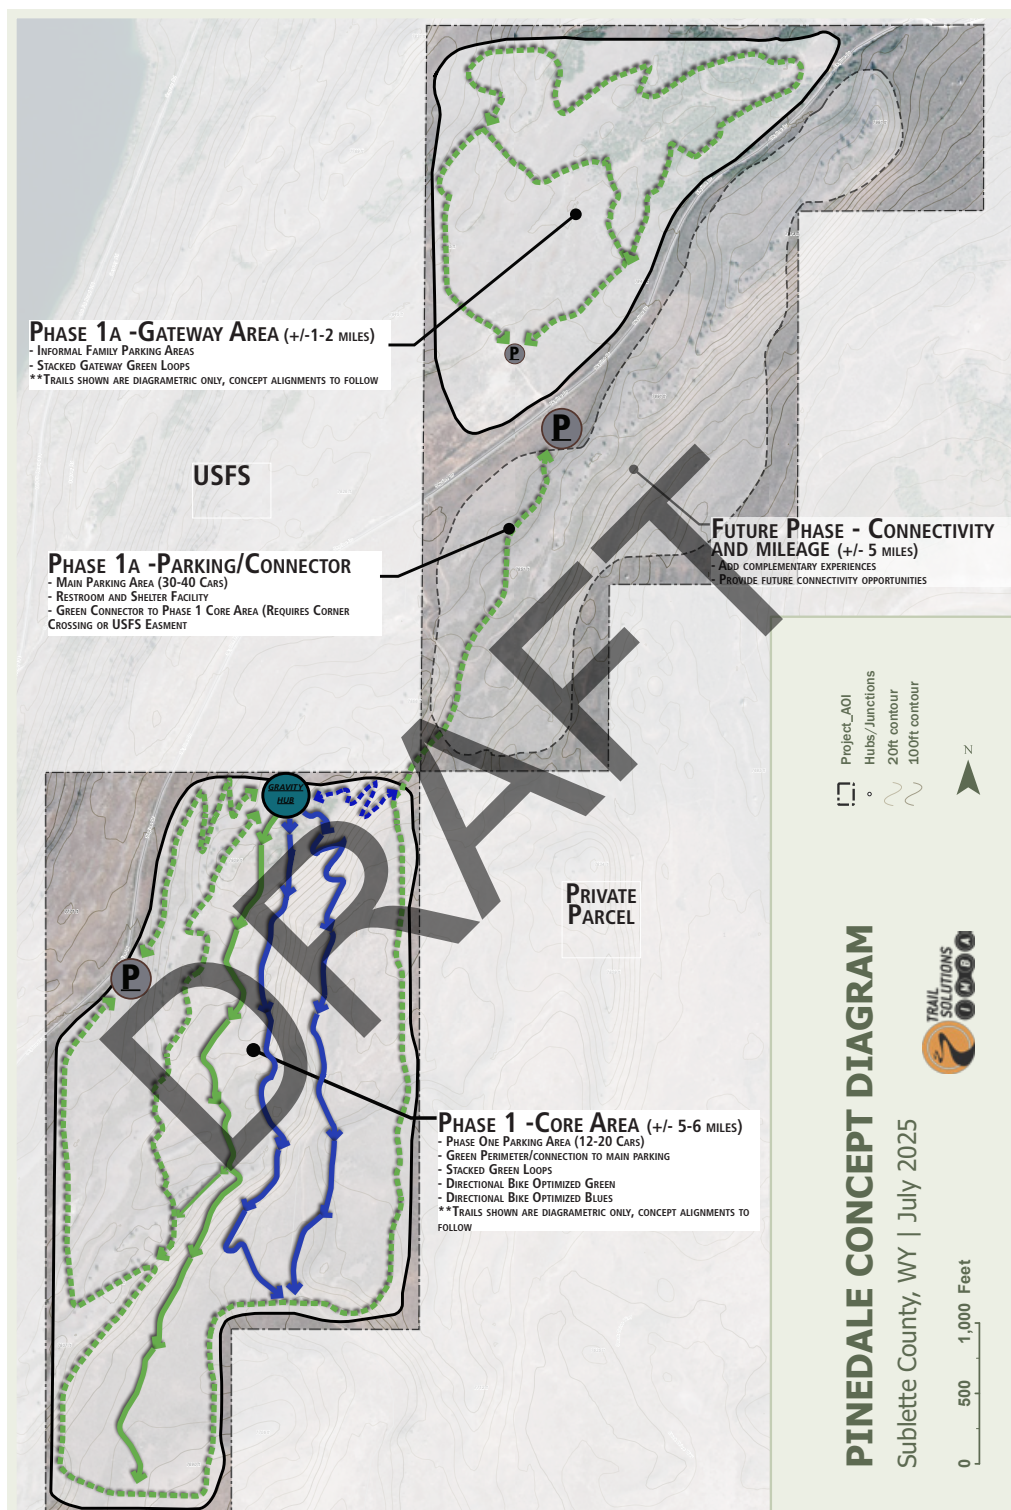 PHASE 1A -GATEWAY AREA (+/-1-2 MILES)
- INFORMAL FAMILY PARKING AREAS
- STACKED GATEWAY GREEN LOOPS
**TRAILS SHOWN ARE DIAGRAMETRIC ONLY, CONCEPT ALIGNMENTS TO FOLLOW
P
P
USFS
FUTURE PHASE - CONNECTIVITY
AND MILEAGE (+/- 5 MILES)
- ADD COMPLEMENTARY EXPERIENCES
- PROVIDE FUTURE CONNECTIVITY OPPORTUNITIES
PHASE 1A -PARKING/CONNECTOR
- MAIN PARKING AREA (30-40 CARS)
- RESTROOM AND SHELTER FACILITY
- GREEN CONNECTOR TO PHASE 1 CORE AREA (REQUIRES CORNER
CROSSING OR USFS EASMENT
DRAFT
GRAVITY
HUB
PRIVATE
PARCEL
P
PHASE 1 -CORE AREA (+/- 5-6 MILES)
- PHASE ONE PARKING AREA (12-20 CARS)
- GREEN PERIMETER/CONNECTION TO MAIN PARKING
- STACKED GREEN LOOPS
- DIRECTIONAL BIKE OPTIMIZED GREEN
- DIRECTIONAL BIKE OPTIMIZED BLUES
**TRAILS SHOWN ARE DIAGRAMETRIC ONLY, CONCEPT ALIGNMENTS TO
FOLLOW
Project_AOI
Hubs/Junctions
20ft contour
100ft contour
N
PINEDALE CONCEPT DIAGRAM
Sublette County, WY | July 2025
TRAIL
SOLUTIONS
IMBA
0 500 1,000 Feet